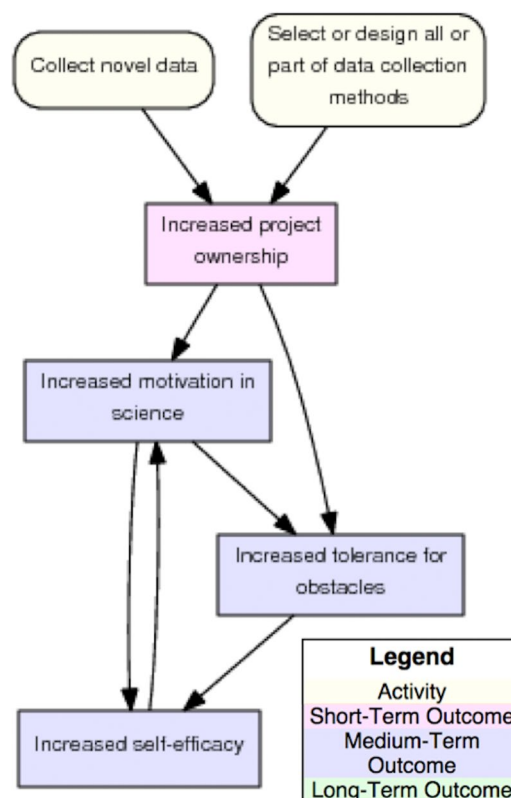 Collect novel data
Select or design all or
part of data collection
methods
Increased project
ownership
Increased motivation in
science
Increased tolerance for
obstacles
Increased self-efficacy
Legend
Activity
Short-Term Outcome
Medium-Term
Outcome
Long-Term Outcome